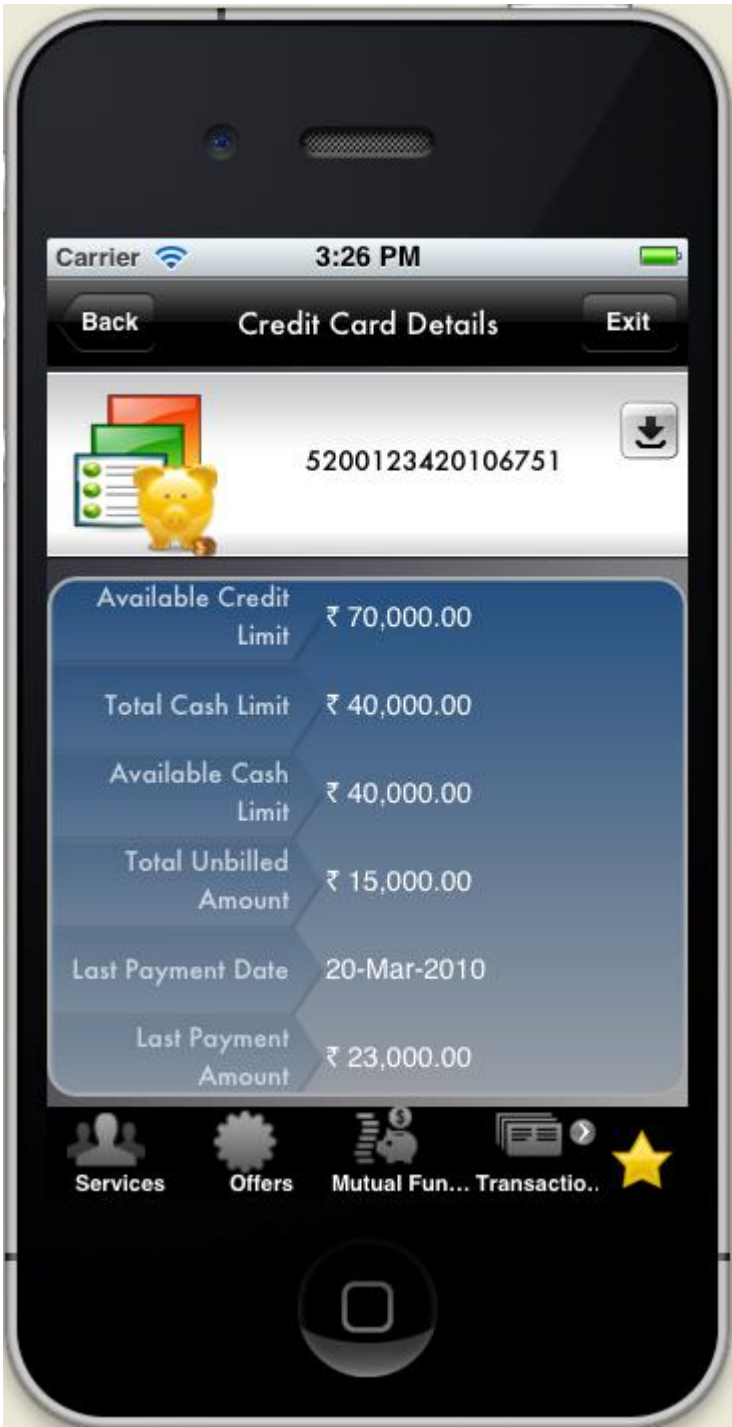 Carrier 3:26 PM
Back Credit Card Details Exit
5200123420106751
Available Credit
Limit ₹ 70,000.00
Total Cash Limit ₹ 40,000.00
Available Cash
Limit ₹ 40,000.00
Total Unbilled
Amount ₹ 15,000.00
Last Payment Date 20-Mar-2010
Last Payment
Amount ₹ 23,000.00
Services Offers Mutual Fun... Transactio..